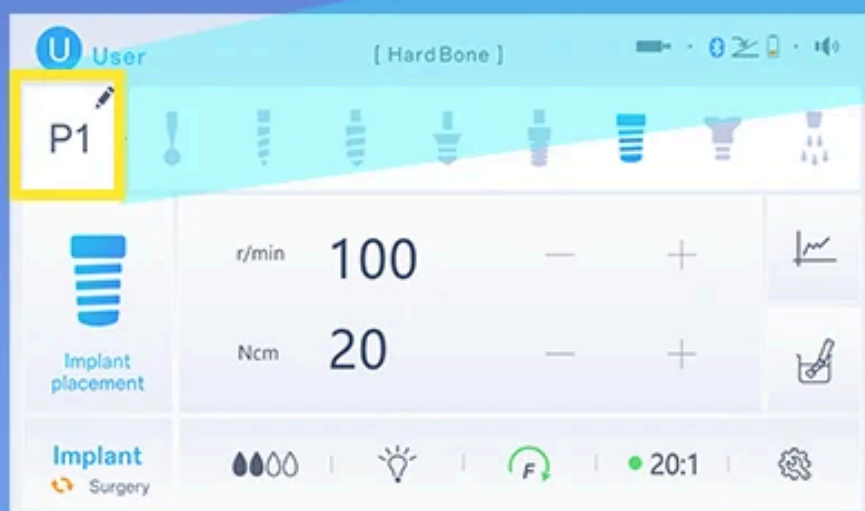 U User
[ HardBone ]
P1
r/min 100 − +
Ncm 20 − +
Implant
placement
Implant
Surgery
F
20:1